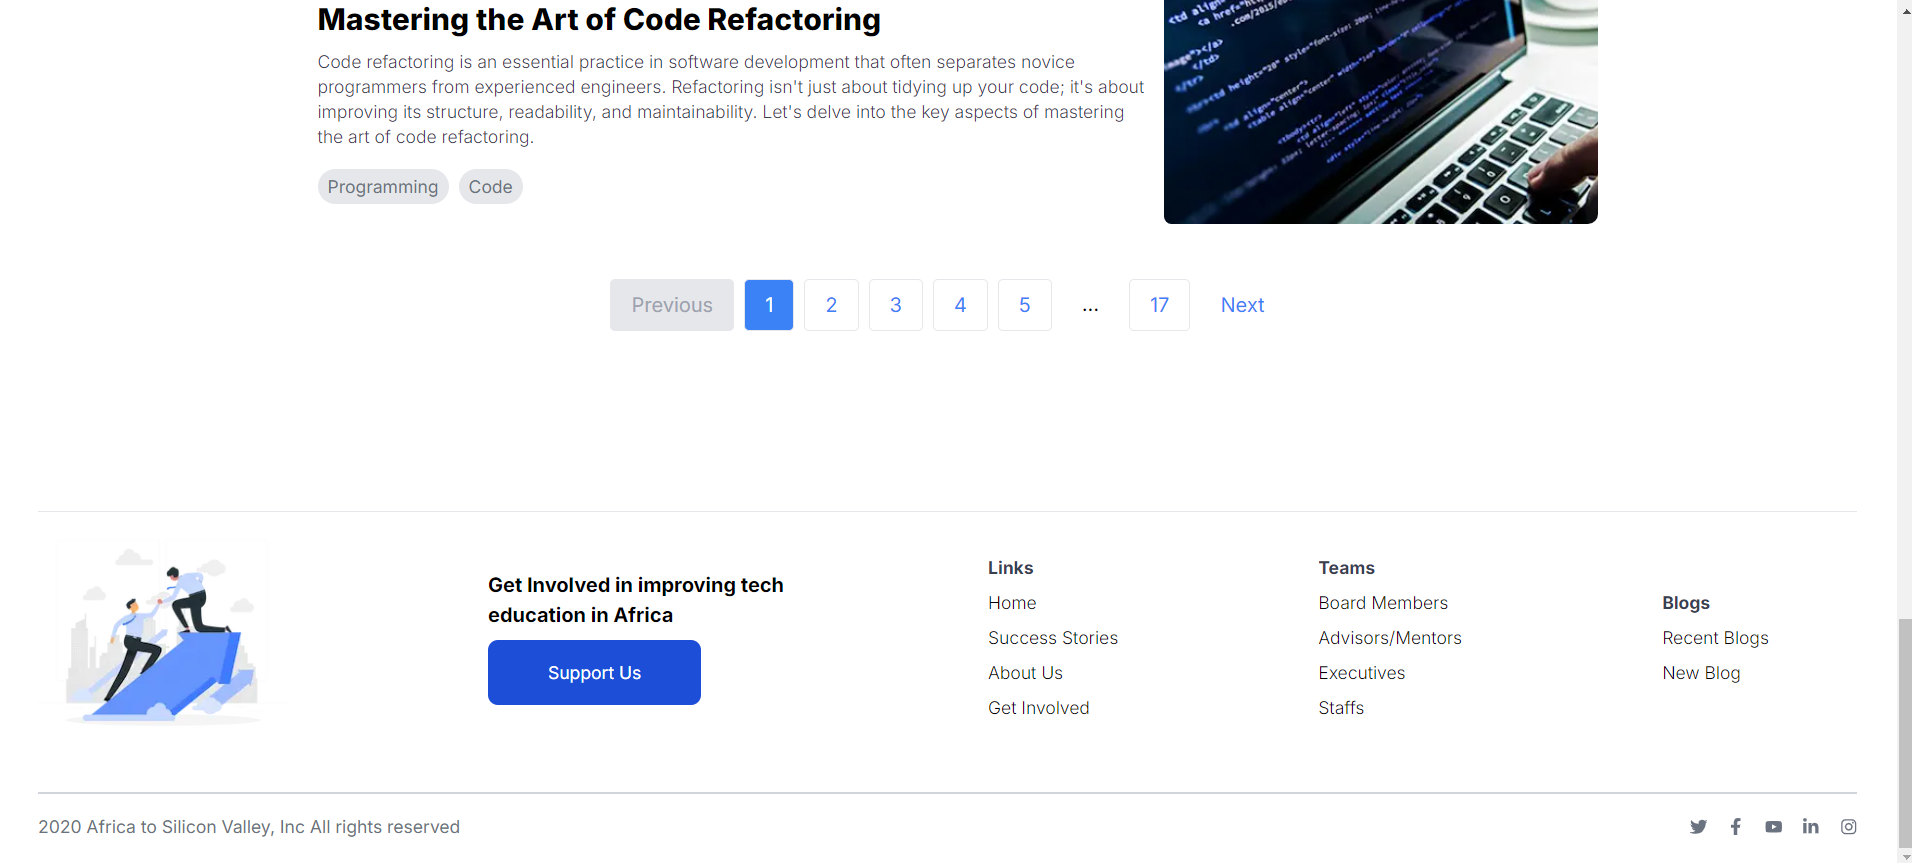 Mastering the Art of Code Refactoring
Code refactoring is an essential practice in software development that often separates novice
programmers from experienced engineers. Refactoring isn't just about tidying up your code; it's about
improving its structure, readability, and maintainability. Let's delve into the key aspects of mastering
the art of code refactoring.
Programming Code
Previous 1 2 3 4 5 ... 17 Next
Get Involved in improving tech
education in Africa
Support Us
Links
Home
Success Stories
About Us
Get Involved
Teams
Board Members
Advisors/Mentors
Executives
Staffs
Blogs
Recent Blogs
New Blog
2020 Africa to Silicon Valley, Inc All rights reserved